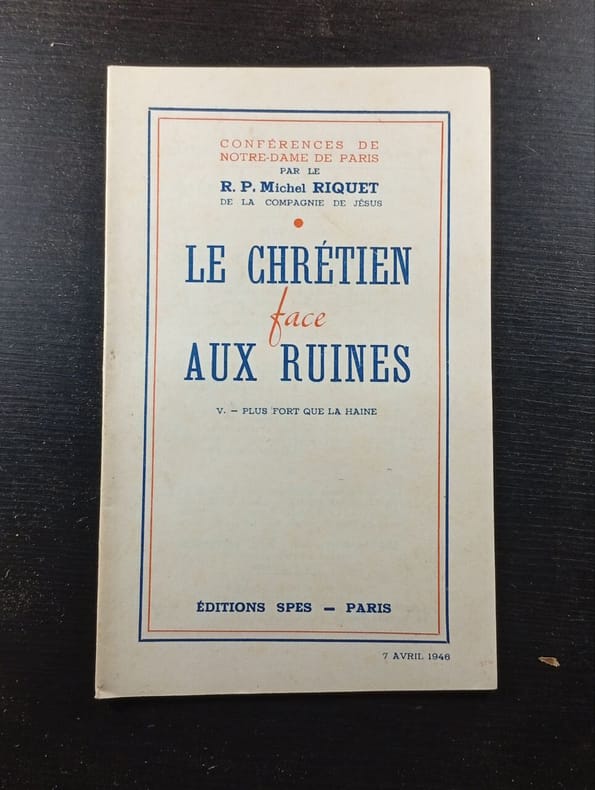 CONFÉRENCES DE
NOTRE-DAME DE PARIS
PAR LE
R. P. Michel RIQUET
DE LA COMPAGNIE DE JÉSUS
LE CHRÉTIEN
face
AUX RUINES
V. — PLUS FORT QUE LA HAINE
ÉDITIONS SPES — PARIS
7 AVRIL 1946